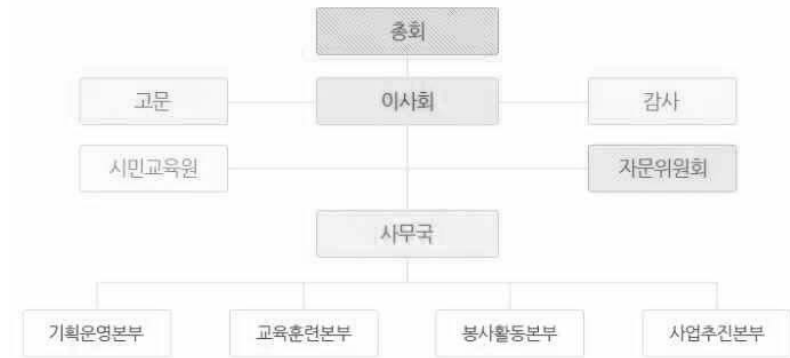 총회
고문 이사회 감사
시민교육원 자문위원회
사무국
기획운영본부 교육훈련본부 봉사활동본부 사업추진본부